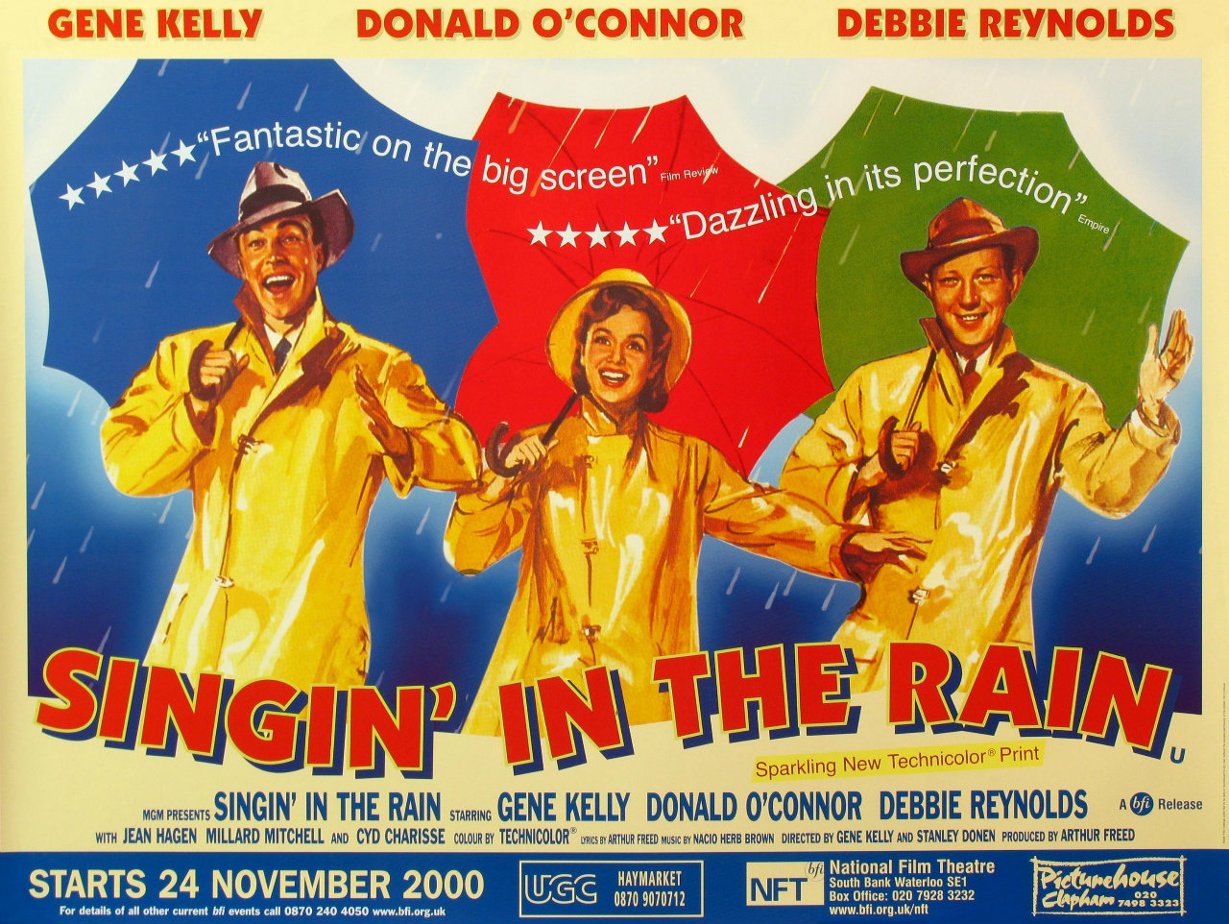 GENE KELLY DONALD O'CONNOR DEBBIE REYNOLDS
★★★★★“Fantastic on the big screen” Film Review
★★★★★“Dazzling in its perfection” Empire
SINGIN' IN THE RAIN U
Sparkling New Technicolor® Print
MGM PRESENTS SINGIN' IN THE RAIN STARRING GENE KELLY DONALD O'CONNOR DEBBIE REYNOLDS A bfi Release
WITH JEAN HAGEN MILLARD MITCHELL AND CYD CHARISSE COLOUR BY TECHNICOLOR® LYRICS BY ARTHUR FREED MUSIC BY NACIO HERB BROWN DIRECTED BY GENE KELLY AND STANLEY DONEN PRODUCED BY ARTHUR FREED
STARTS 24 NOVEMBER 2000
For details of all other current bfi events call 0870 240 4050 www.bfi.org.uk
UGC HAYMARKET
0870 9070712
NFT bfi National Film Theatre
South Bank Waterloo SE1
Box Office: 020 7928 3232
www.bfi.org.uk/nft
Picturehouse
Clapham 020
7498 3323